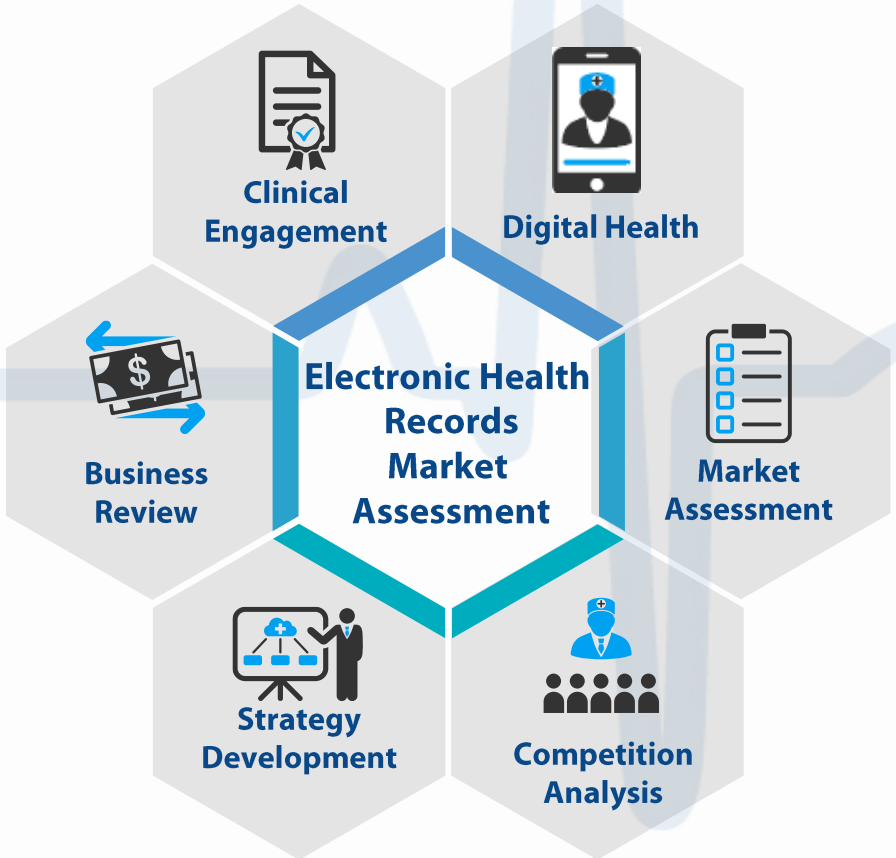 Clinical
Engagement
Digital Health
Business
Review
Electronic Health
Records
Market
Assessment
Market
Assessment
Strategy
Development
Competition
Analysis
$